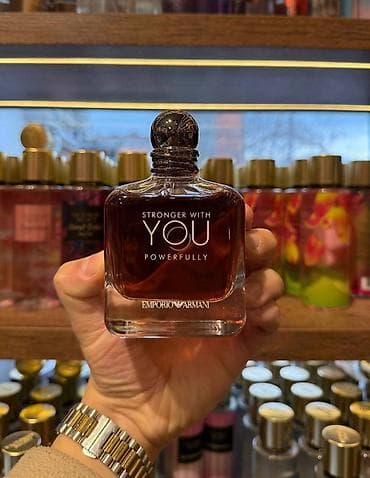 STRONGER WITH
YOU
POWERFULLY
EMPORIO ARMANI